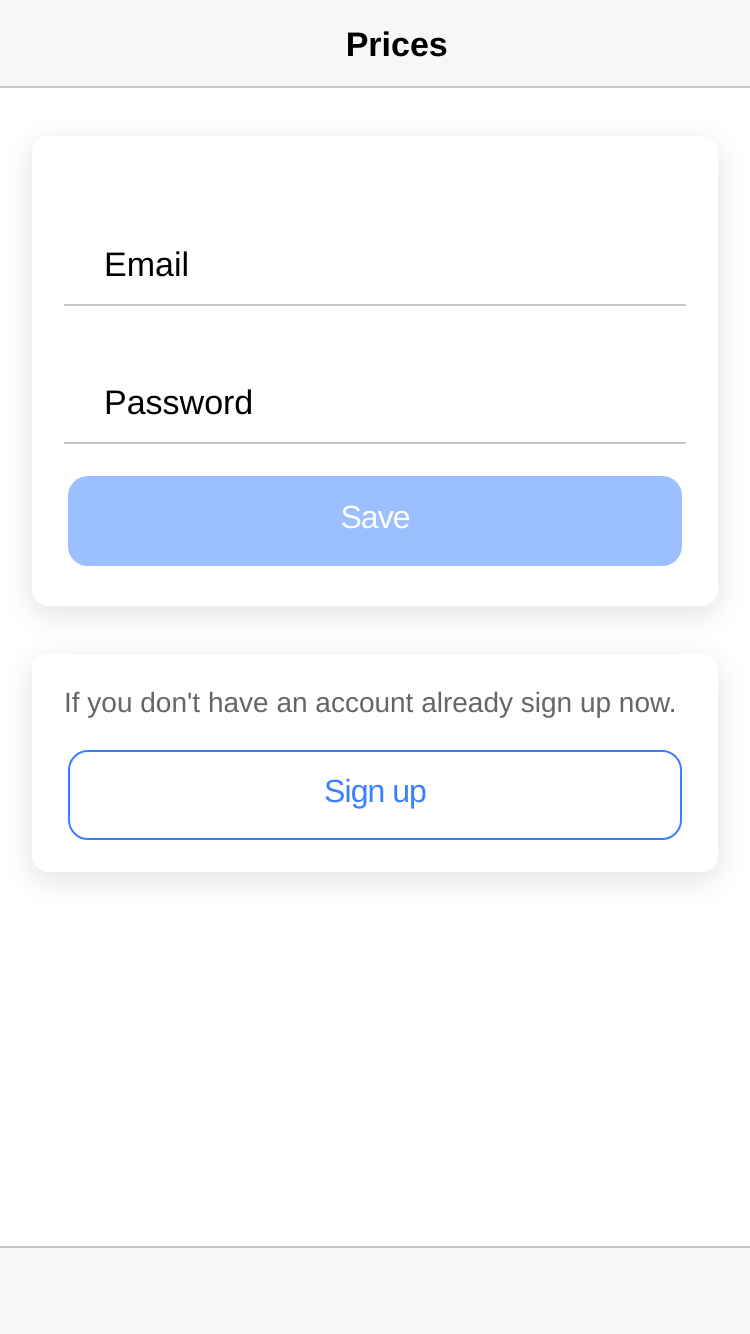 Prices
Email
Password
Save
If you don't have an account already sign up now.
Sign up